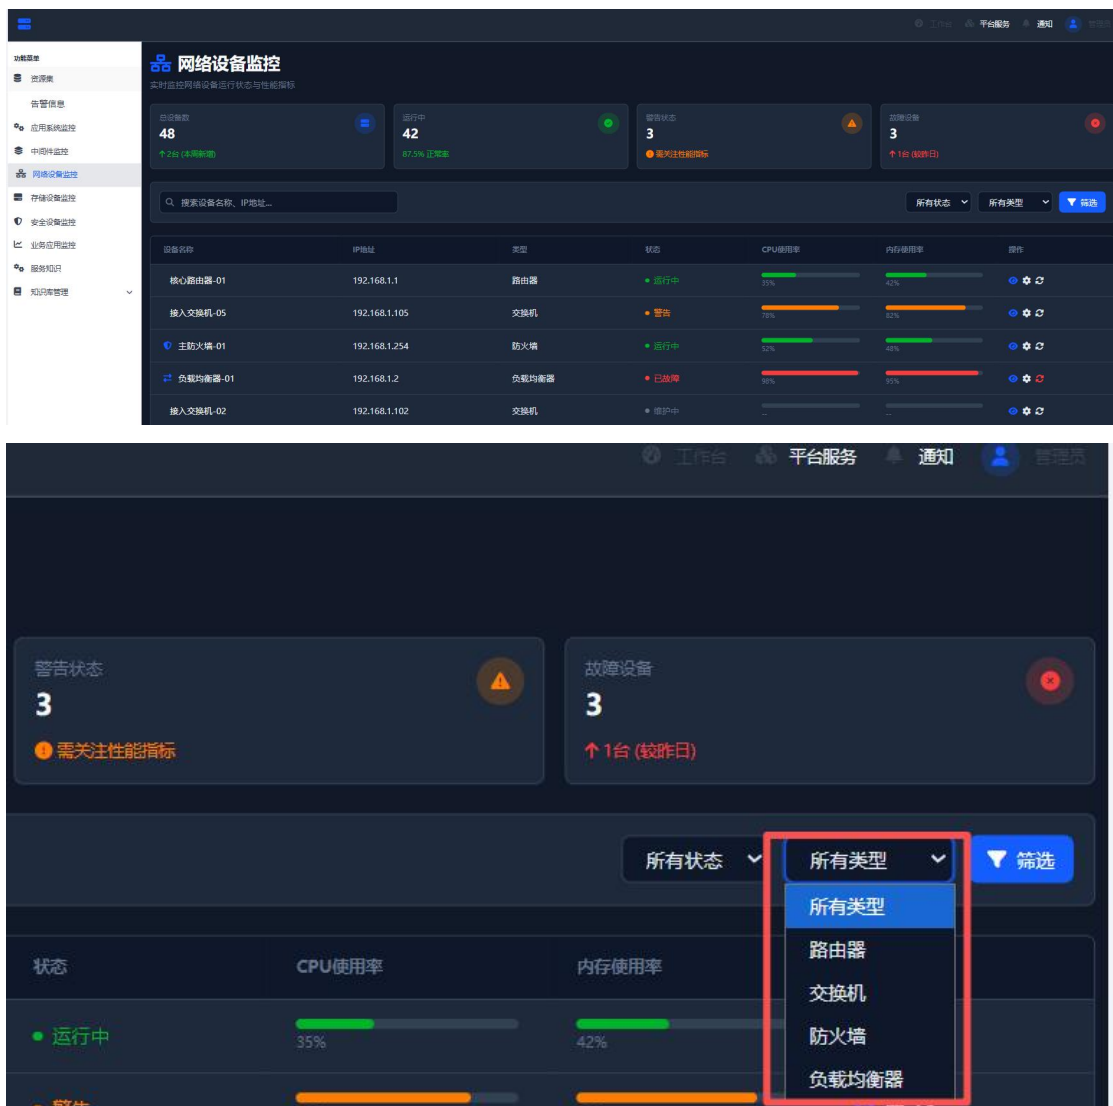 工作台 平台服务 通知 管理员
功能菜单
资源集
告警信息
应用系统监控
中间件监控
网络设备监控
存储设备监控
安全设备监控
业务应用监控
服务知识
知识库管理
网络设备监控
实时监控网络设备运行状态与性能指标
总设备数 运行中 警告状态 故障设备
48 42 3 3
2台 (本周新增) 87.5% 正常率 需关注性能指标 1台 (较昨日)
搜索设备名称、IP地址... 所有状态 所有类型 筛选
设备名称 IP地址 类型 状态 CPU使用率 内存使用率 操作
核心路由器-01 192.168.1.1 路由器 运行中 35% 42%
接入交换机-05 192.168.1.105 交换机 警告 78% 82%
主防火墙-01 192.168.1.254 防火墙 运行中 52% 48%
负载均衡器-01 192.168.1.2 负载均衡器 已故障 98% 95%
接入交换机-02 192.168.1.102 交换机 维护中 -- --
工作台 平台服务 通知 管理员
警告状态 故障设备
3 3
需关注性能指标 1台 (较昨日)
所有状态 所有类型 筛选
所有类型
路由器
交换机
防火墙
负载均衡器
状态 CPU使用率 内存使用率
运行中 35% 42%
警告